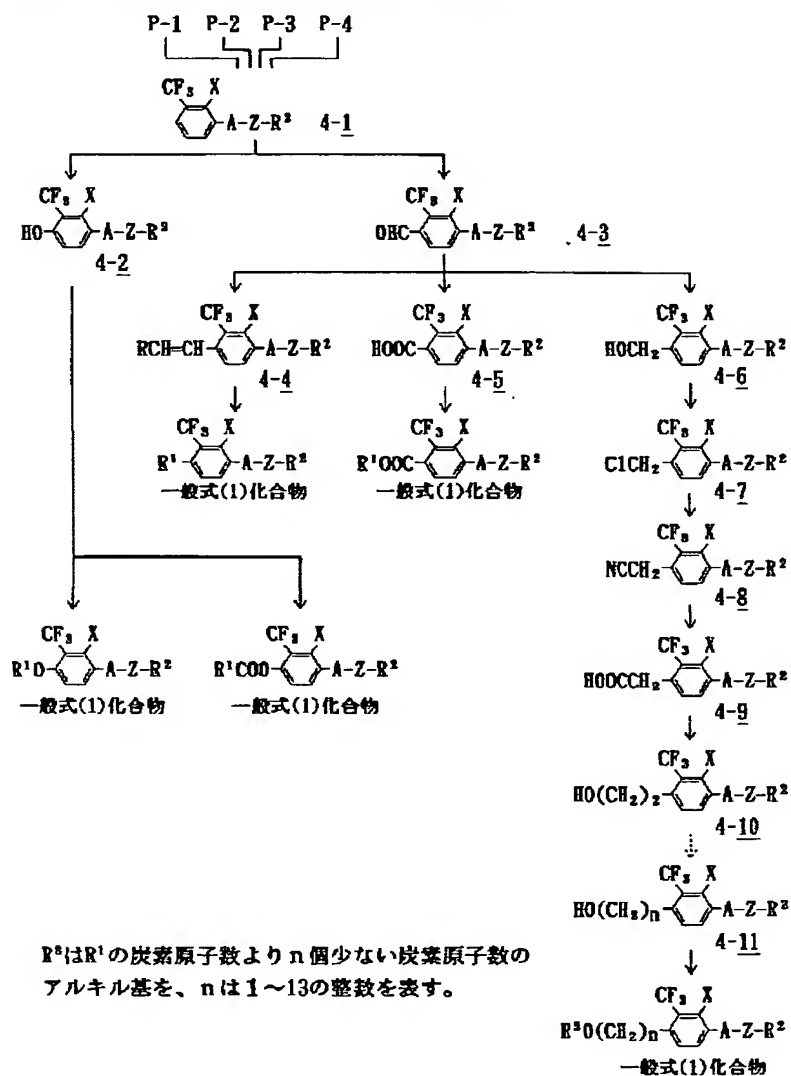 P-1 P-2 P-3 P-4
CF₃ X
A-Z-R² 4-1
CF₃ X
HO A-Z-R²
4-2
CF₃ X
OHC A-Z-R² 4-3
CF₃ X
RCH=CH A-Z-R²
4-4
CF₃ X
HOOC A-Z-R²
4-5
CF₃ X
HOCH₂ A-Z-R²
4-6
CF₃ X
R¹ A-Z-R²
一般式(1)化合物
CF₃ X
R¹OOC A-Z-R²
一般式(1)化合物
CF₃ X
ClCH₂ A-Z-R²
4-7
CF₃ X
NCCH₂ A-Z-R²
4-8
CF₃ X
R¹O A-Z-R²
一般式(1)化合物
CF₃ X
R¹COO A-Z-R²
一般式(1)化合物
CF₃ X
HOOCCH₂ A-Z-R²
4-9
CF₃ X
HO(CH₂)₂ A-Z-R²
4-10
CF₃ X
HO(CH₂)n A-Z-R²
4-11
R³はR¹の炭素原子数よりn個少ない炭素原子数の
アルキル基を、nは1~13の整数を表す。
CF₃ X
R³O(CH₂)n A-Z-R²
一般式(1)化合物